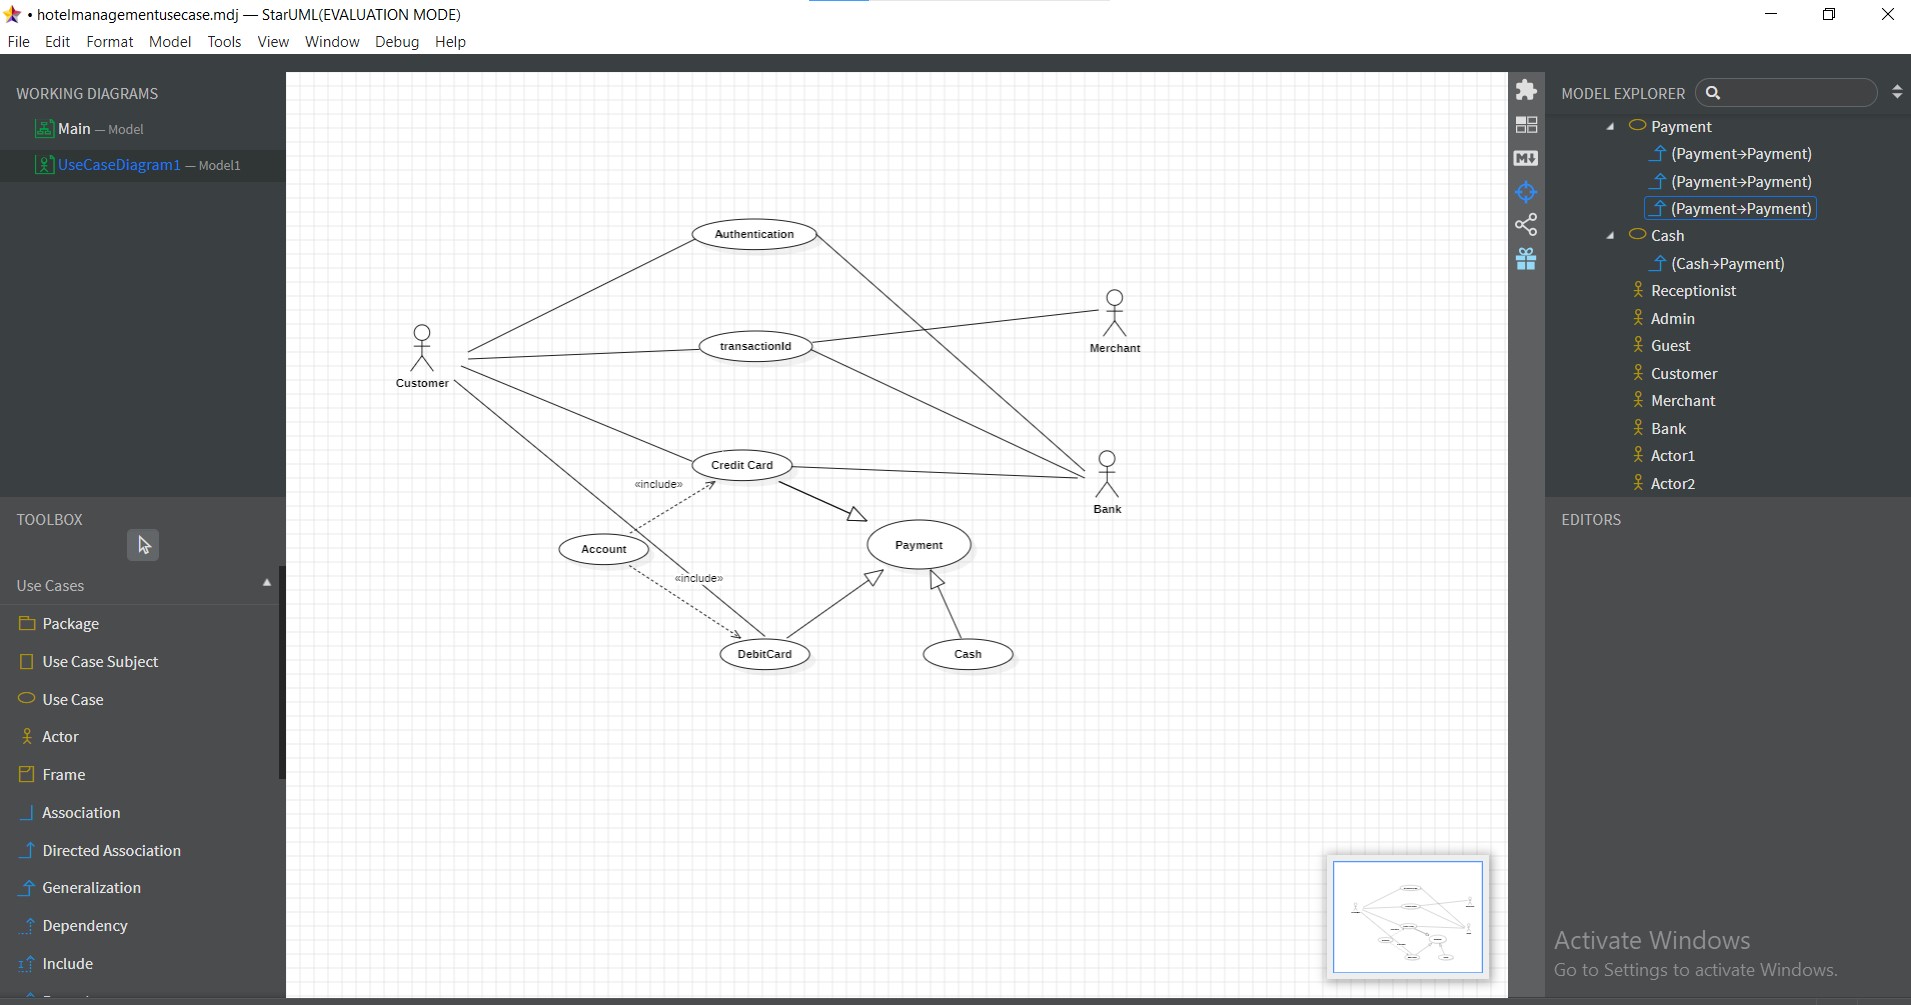 • hotelmanagementusecase.mdj — StarUML(EVALUATION MODE)
File Edit Format Model Tools View Window Debug Help
WORKING DIAGRAMS
Main — Model
UseCaseDiagram1 — Model1
TOOLBOX
Use Cases
Package
Use Case Subject
Use Case
Actor
Frame
Association
Directed Association
Generalization
Dependency
Include
Authentication
Customer
transactionId
Merchant
Credit Card
«include»
Bank
Account
Payment
«include»
DebitCard
Cash
M
MODEL EXPLORER
Payment
(Payment→Payment)
(Payment→Payment)
(Payment→Payment)
Cash
(Cash→Payment)
Receptionist
Admin
Guest
Customer
Merchant
Bank
Actor1
Actor2
EDITORS
Activate Windows
Go to Settings to activate Windows.